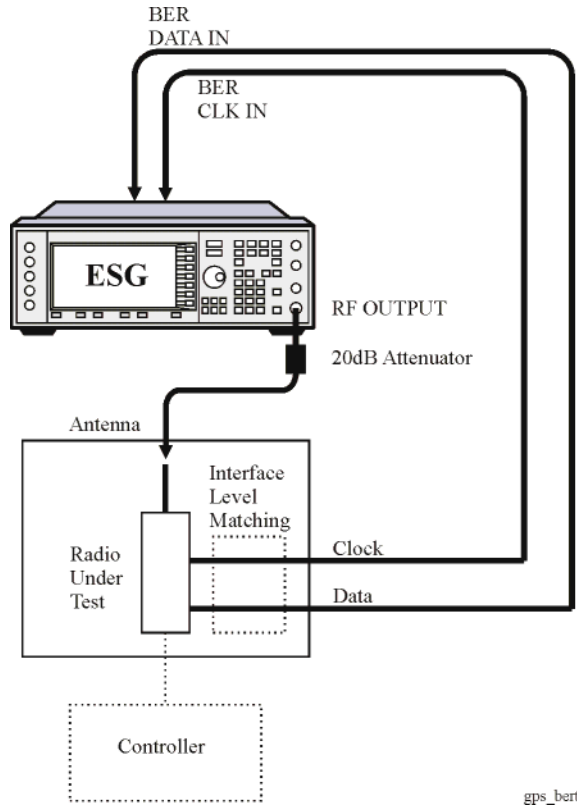 BER
DATA IN
BER
CLK IN
ESG
RF OUTPUT
20dB Attenuator
Antenna
Interface
Level
Matching
Radio
Under
Test
Clock
Data
Controller
gps_bert